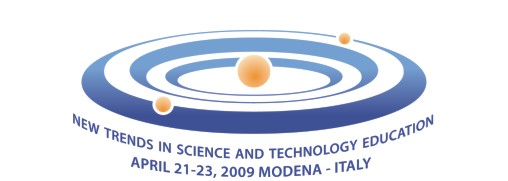 NEW TRENDS IN SCIENCE AND TECHNOLOGY EDUCATION
APRIL 21-23, 2009 MODENA - ITALY